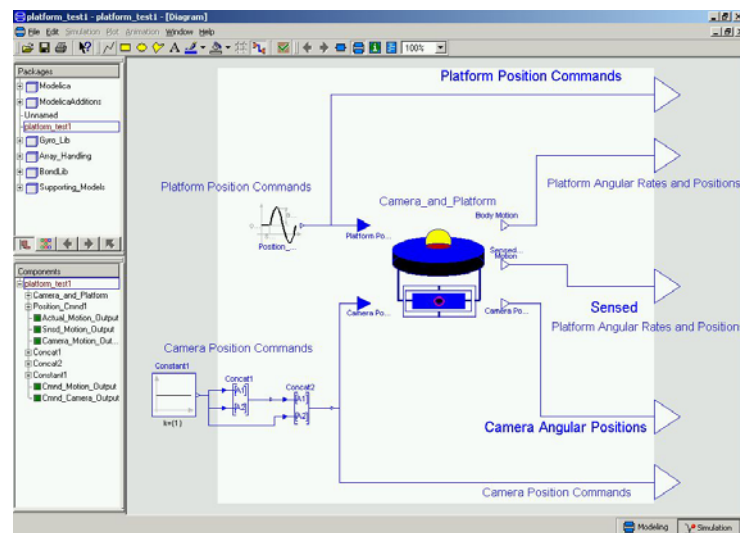 platform_test1 - platform_test1 - [Diagram]
File Edit Simulation Plot Animation Window Help
100%
Packages
Modelica
ModelicaAdditions
Unnamed
platform_test1
Gyro_Lib
Array_Handling
BondLib
Supporting_Models
Components
platform_test1
Camera_and_Platform
Position_Cmnd1
Actual_Motion_Output
Snsd_Motion_Output
Camera_Motion_Out...
Concat1
Concat2
Constant1
Cmnd_Motion_Output
Cmnd_Camera_Output
Platform Position Commands
Platform Angular Rates and Positions
Platform Position Commands
Camera_and_Platform
Position_...
Platform Po...
Body Motion
Sensed...
Motion
Camera Po...
Camera Po...
Sensed
Platform Angular Rates and Position
Camera Position Commands
Constant1
Concat1
Concat2
k=(1)
Camera Angular Positions
Camera Position Commands
Modeling
Simulation